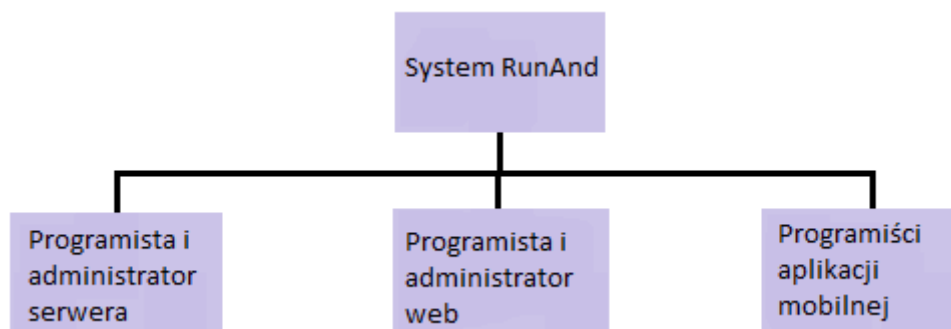 System RunAnd
Programista i
administrator
serwera
Programista i
administrator
web
Programiści
aplikacji
mobilnej